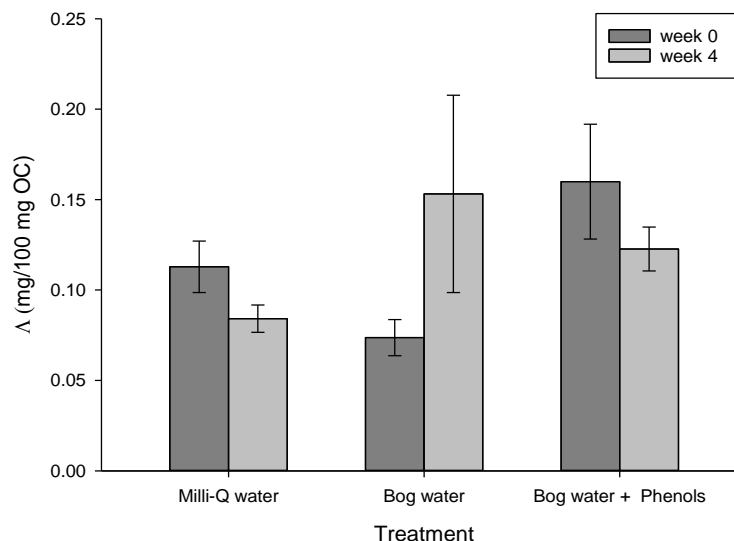 0.25
week 0
week 4
0.20
0.15
0.10
0.05
0.00
Λ (mg/100 mg OC)
Milli-Q water Bog water Bog water + Phenols
Treatment